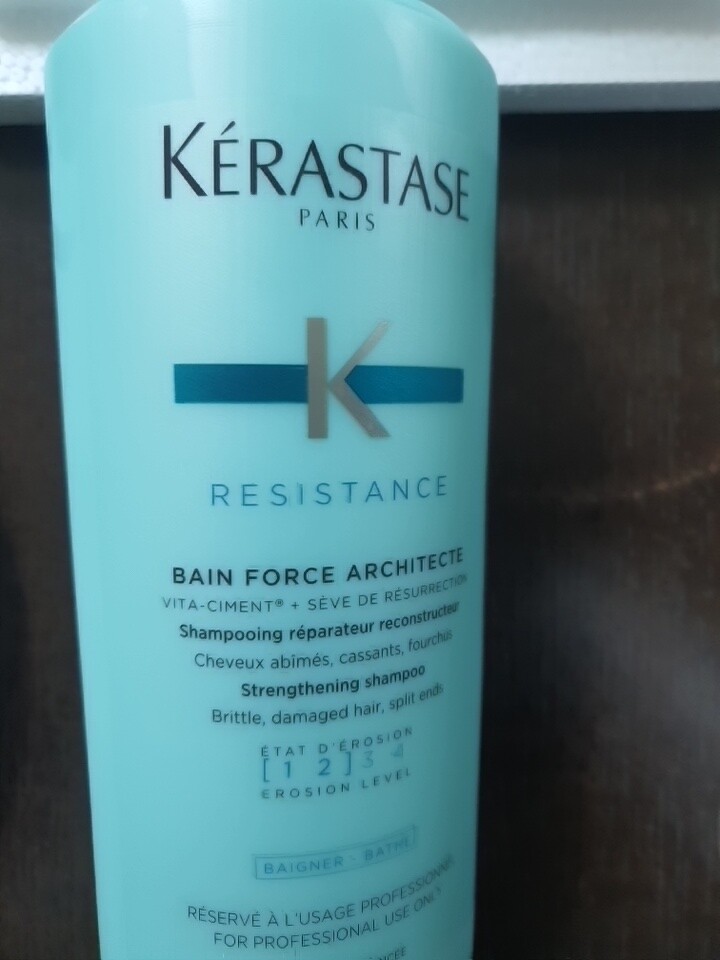 KÉRASTASE
PARIS
K
RESISTANCE
BAIN FORCE ARCHITECTE
VITA-CIMENT® + SÈVE DE RÉSURRECTION
Shampooing réparateur reconstructeur
Cheveux abîmés, cassants, fourchus
Strengthening shampoo
Brittle, damaged hair, split ends
ÉTAT D'ÉROSION
[1 2] 3 4
EROSION LEVEL
BAIGNER - BATHE
RÉSERVÉ À L'USAGE PROFESSIONNEL
FOR PROFESSIONAL USE ONLY